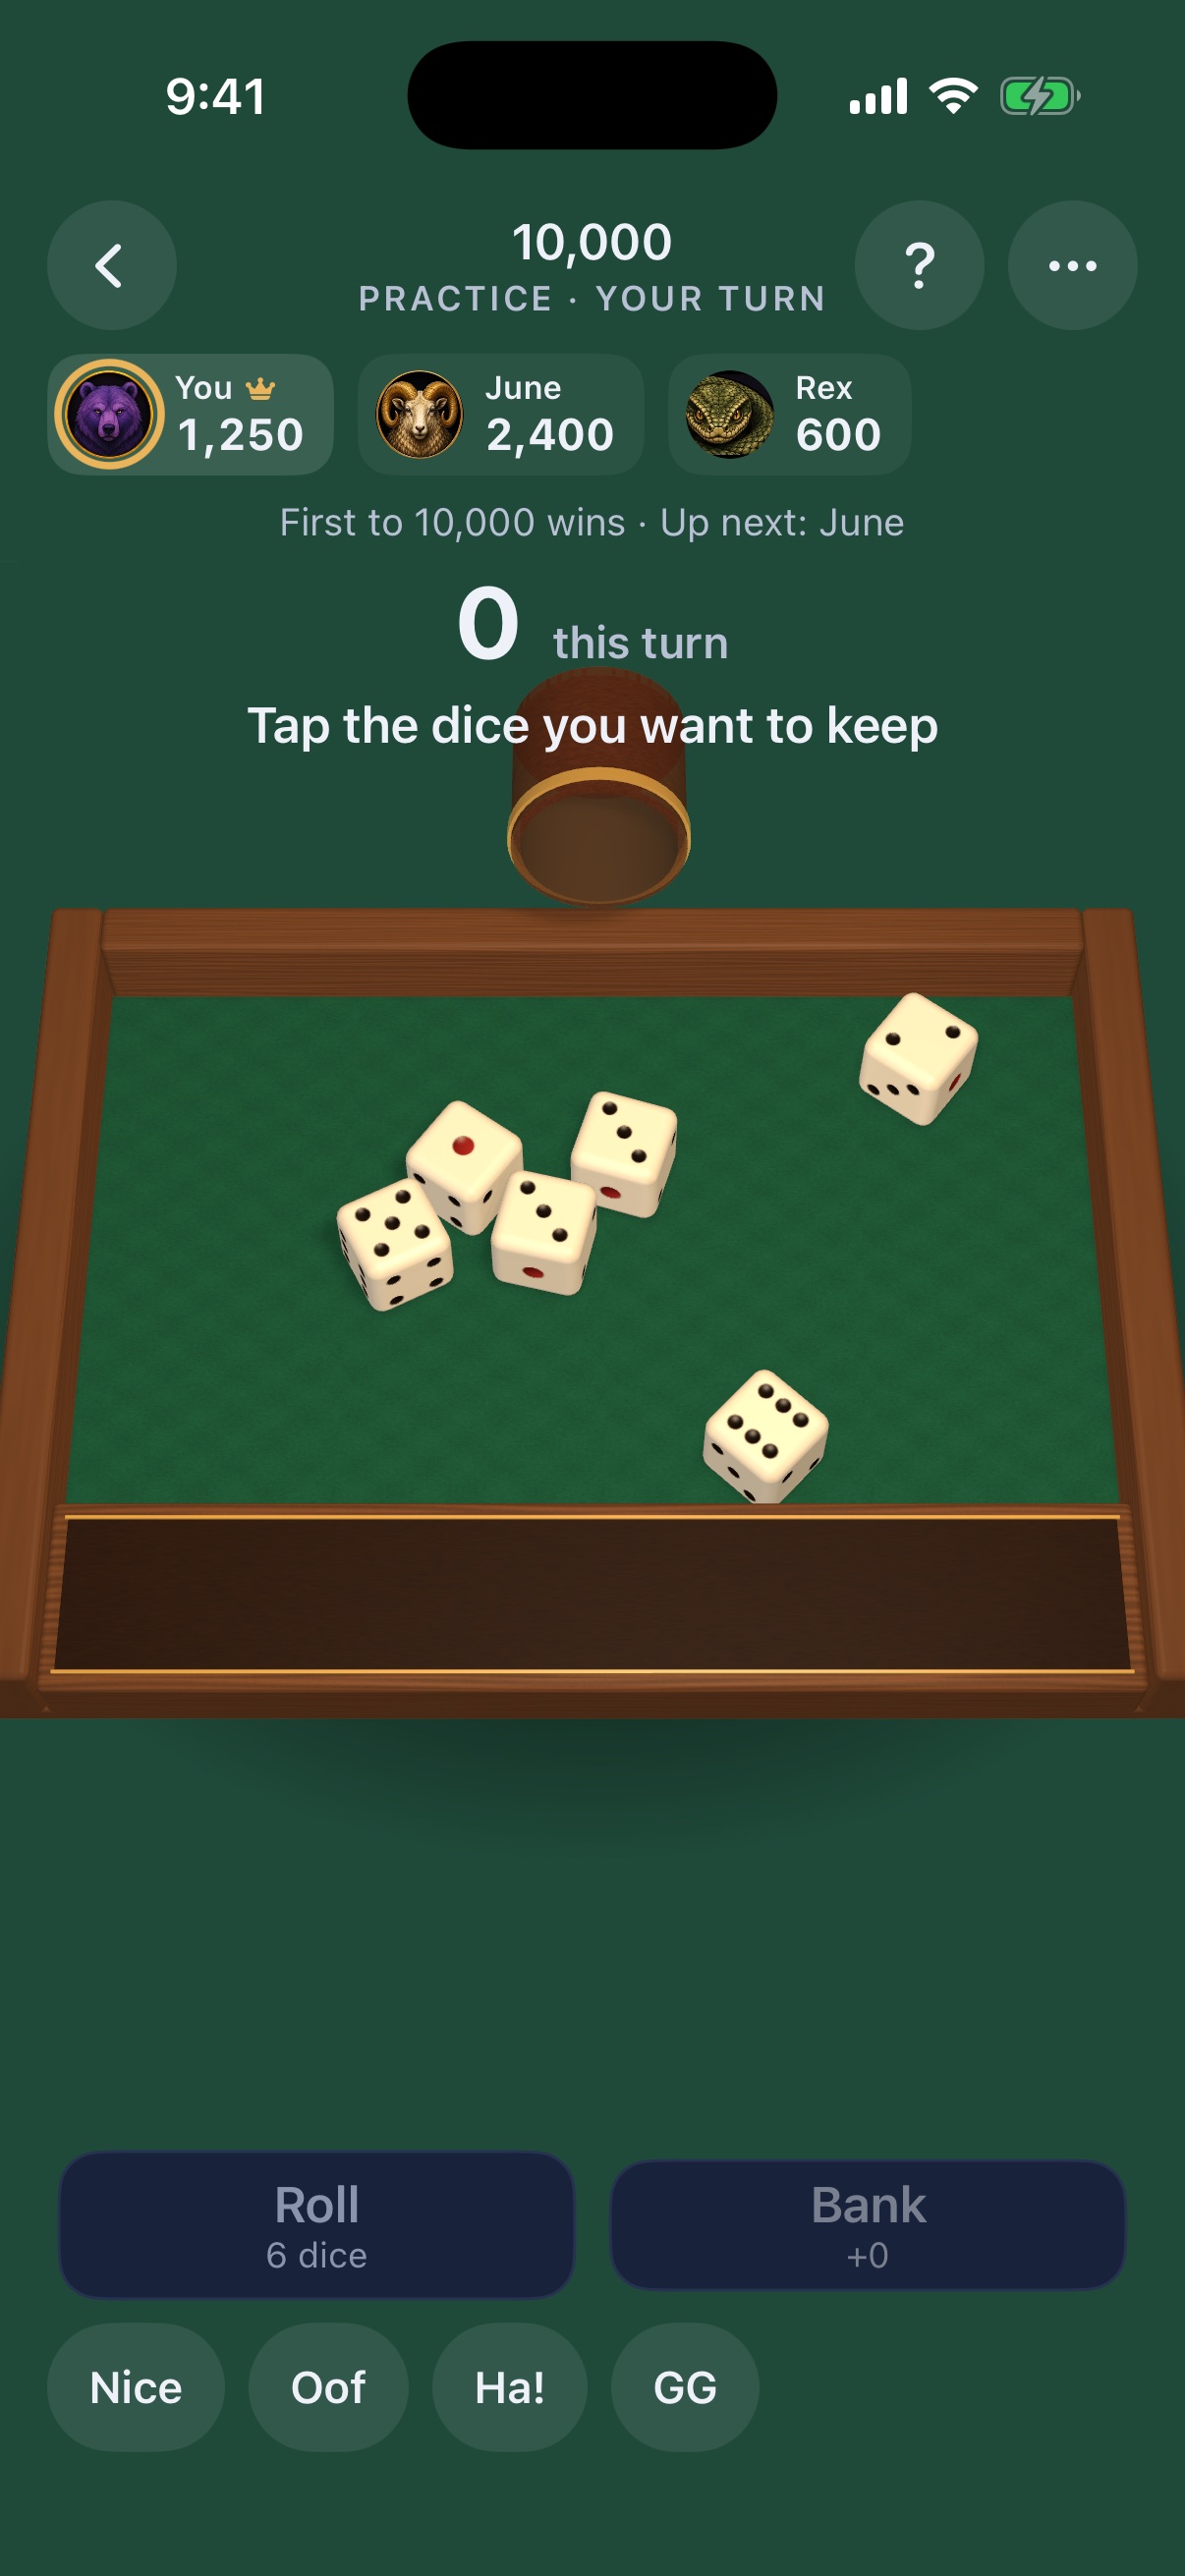 9:41
10,000
PRACTICE · YOUR TURN
?
You
1,250
June
2,400
Rex
600
First to 10,000 wins · Up next: June
0 this turn
Tap the dice you want to keep
Roll
6 dice
Bank
+0
Nice
Oof
Ha!
GG